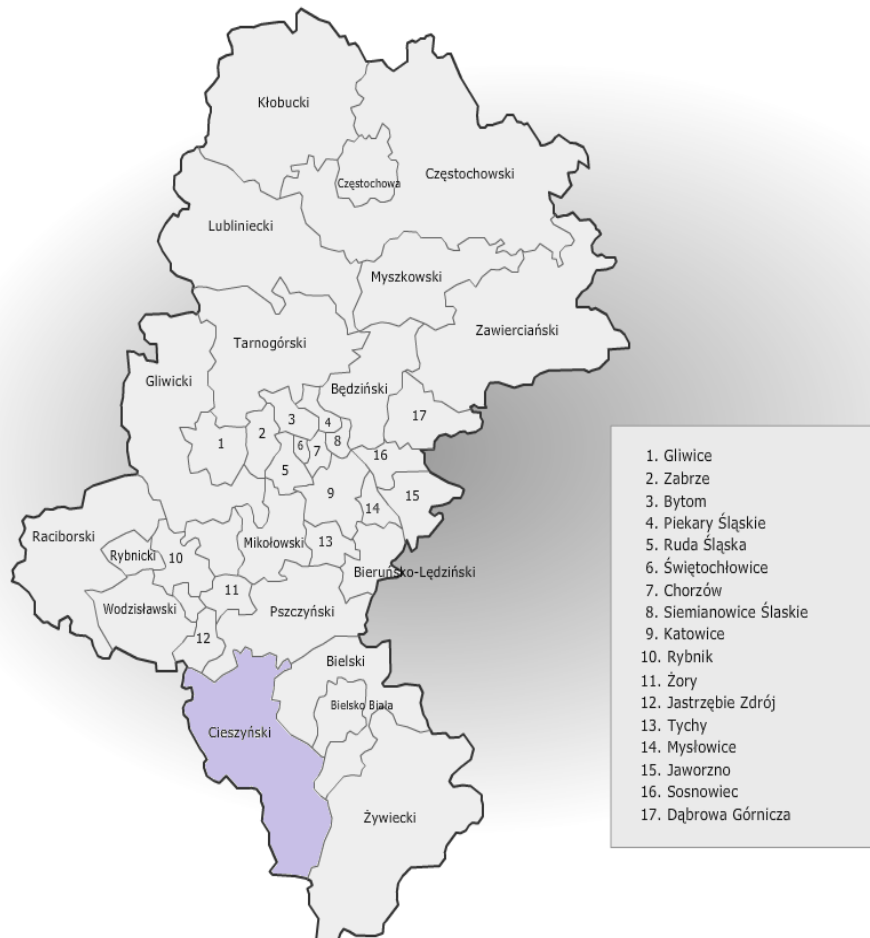 Kłobucki
Częstochowski
Częstochowa
Lubliniecki
Myszkowski
Zawierciański
Tarnogórski
Gliwicki
Będziński
17
3
4
2
8
1
6
7
16
5
9
15
14
Raciborski
Mikołowski
13
Rybnicki
10
Bieruńsko-Lędziński
11
Wodzisławski
Pszczyński
12
Bielski
Bielsko Biała
Cieszyński
Żywiecki
1. Gliwice
2. Zabrze
3. Bytom
4. Piekary Śląskie
5. Ruda Śląska
6. Świętochłowice
7. Chorzów
8. Siemianowice Ślaskie
9. Katowice
10. Rybnik
11. Żory
12. Jastrzębie Zdrój
13. Tychy
14. Mysłowice
15. Jaworzno
16. Sosnowiec
17. Dąbrowa Górnicza